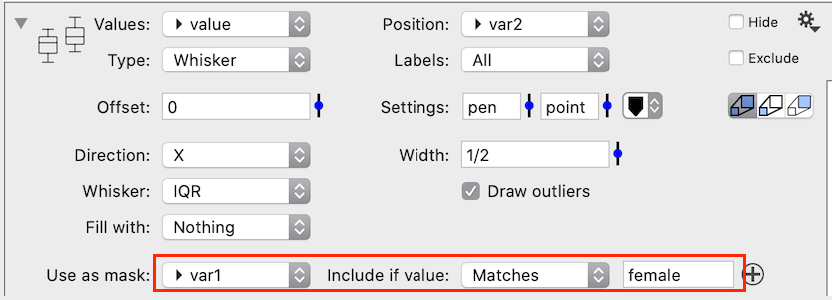 Values: value Position: var2 Hide
Type: Whisker Labels: All Exclude
Offset: 0 Settings: pen point
Direction: X Width: 1/2
Whisker: IQR Draw outliers
Fill with: Nothing
Use as mask: var1 Include if value: Matches female